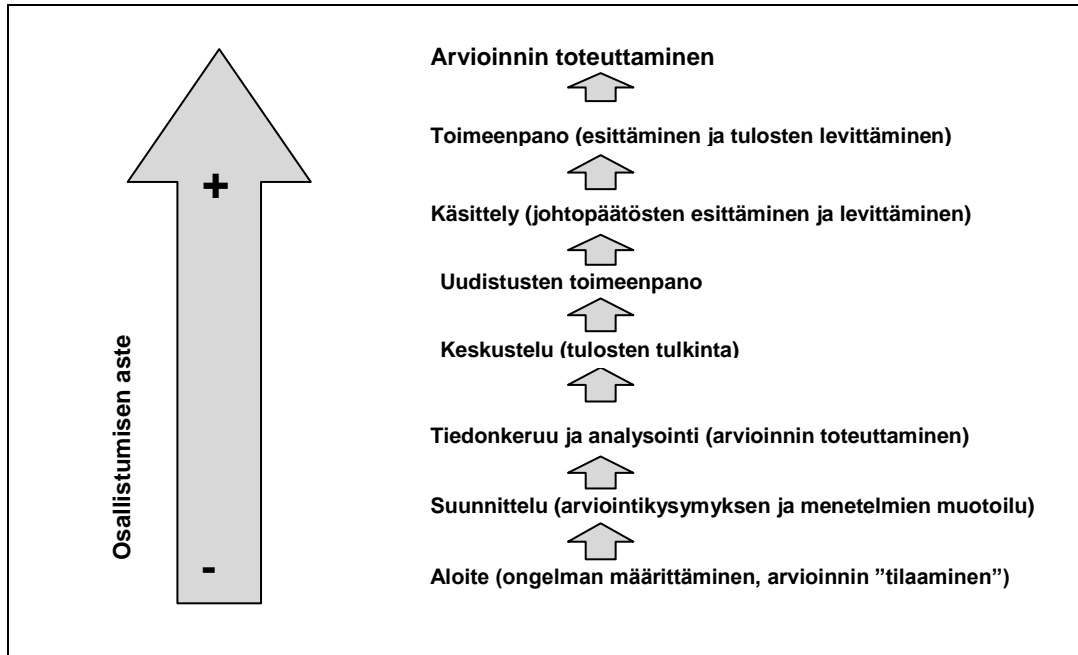 Arvioinnin toteuttaminen
Toimeenpano (esittäminen ja tulosten levittäminen)
+
Käsittely (johtopäätösten esittäminen ja levittäminen)
Uudistusten toimeenpano
Keskustelu (tulosten tulkinta)
Osallistumisen aste
Tiedonkeruu ja analysointi (arvioinnin toteuttaminen)
Suunnittelu (arviointikysymyksen ja menetelmien muotoilu)
-
Aloite (ongelman määrittäminen, arvioinnin ”tilaaminen”)